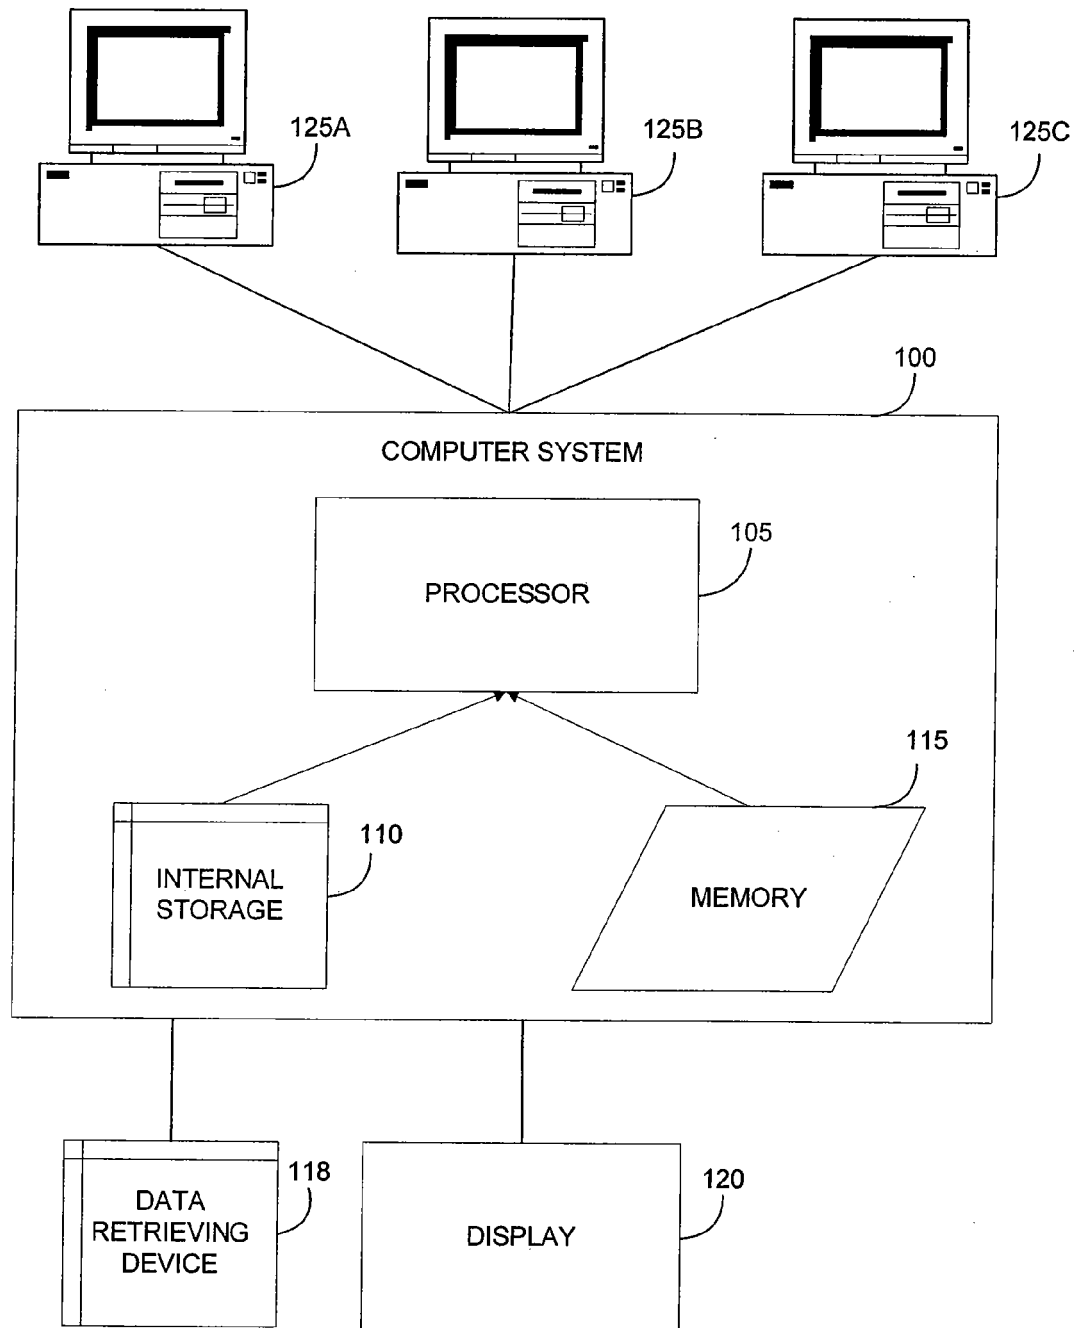 125A
125B
125C
100
COMPUTER SYSTEM
105
PROCESSOR
115
110
INTERNAL
STORAGE
MEMORY
118
DATA
RETRIEVING
DEVICE
120
DISPLAY